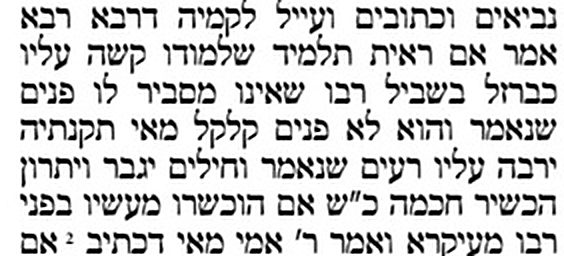 נביאים וכתובים ועייל לקמיה דרבא רבא
אמר אם ראית תלמיד שלמודו קשה עליו
כברזל בשביל רבו שאינו מסביר לו פנים
שנאמר והוא לא פנים קלקל מאי תקנתיה
ירבה עליו רעים שנאמר וחילים יגבר ויתרון
הכשיר חכמה כ"ש אם הוכשרו מעשיו בפני
רבו מעיקרא ואמר ר' אמי מאי דכתיב 2 אם